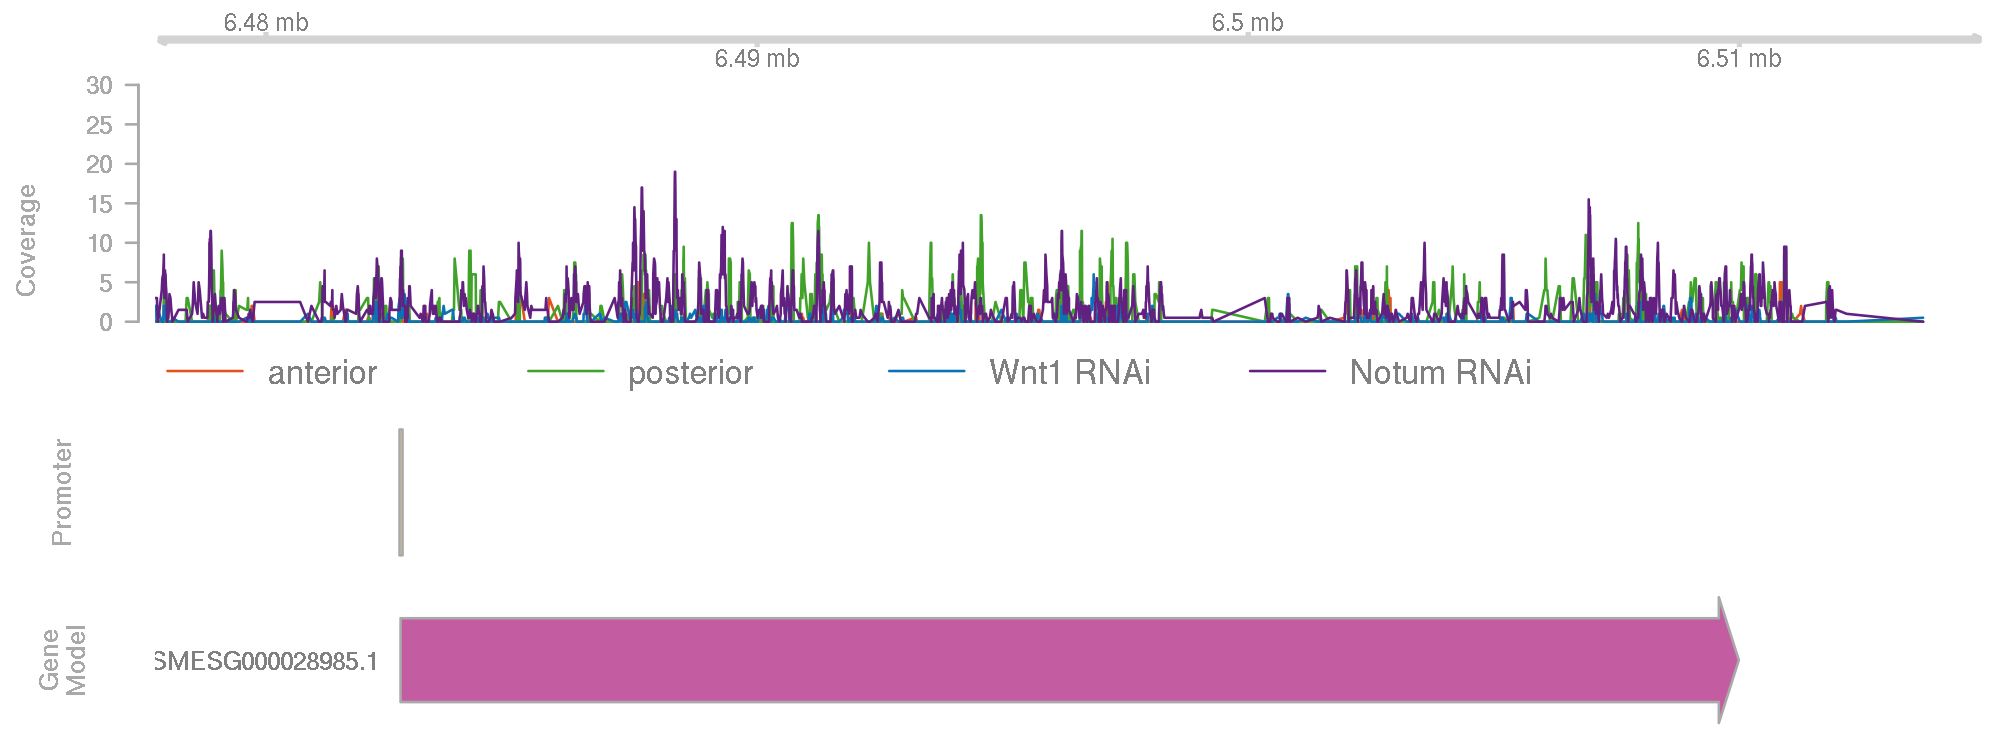 6.48 mb
6.5 mb
6.49 mb
6.51 mb
Coverage
30
25
20
15
10
5
0
anterior
posterior
Wnt1 RNAi
Notum RNAi
Promoter
Gene
Model
SMESG000028985.1